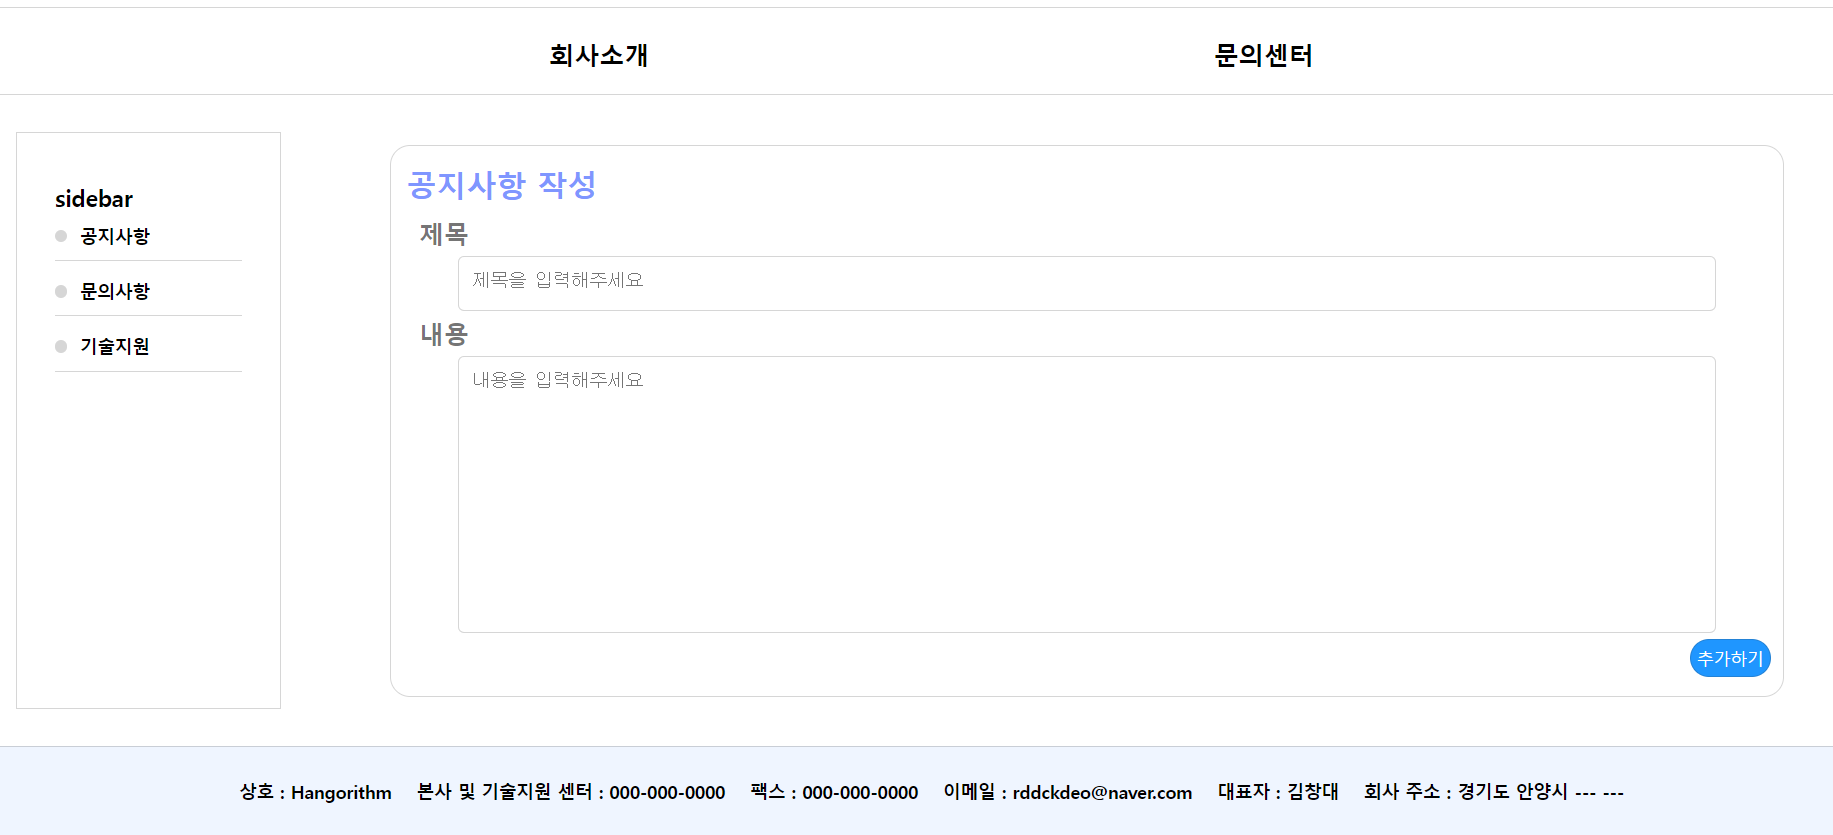 회사소개 문의센터
sidebar
공지사항
문의사항
기술지원
공지사항 작성
제목
제목을 입력해주세요
내용
내용을 입력해주세요
추가하기
상호 : Hangorithm 본사 및 기술지원 센터 : 000-000-0000 팩스 : 000-000-0000 이메일 : rddckdeo@naver.com 대표자 : 김창대 회사 주소 : 경기도 안양시 --- ---